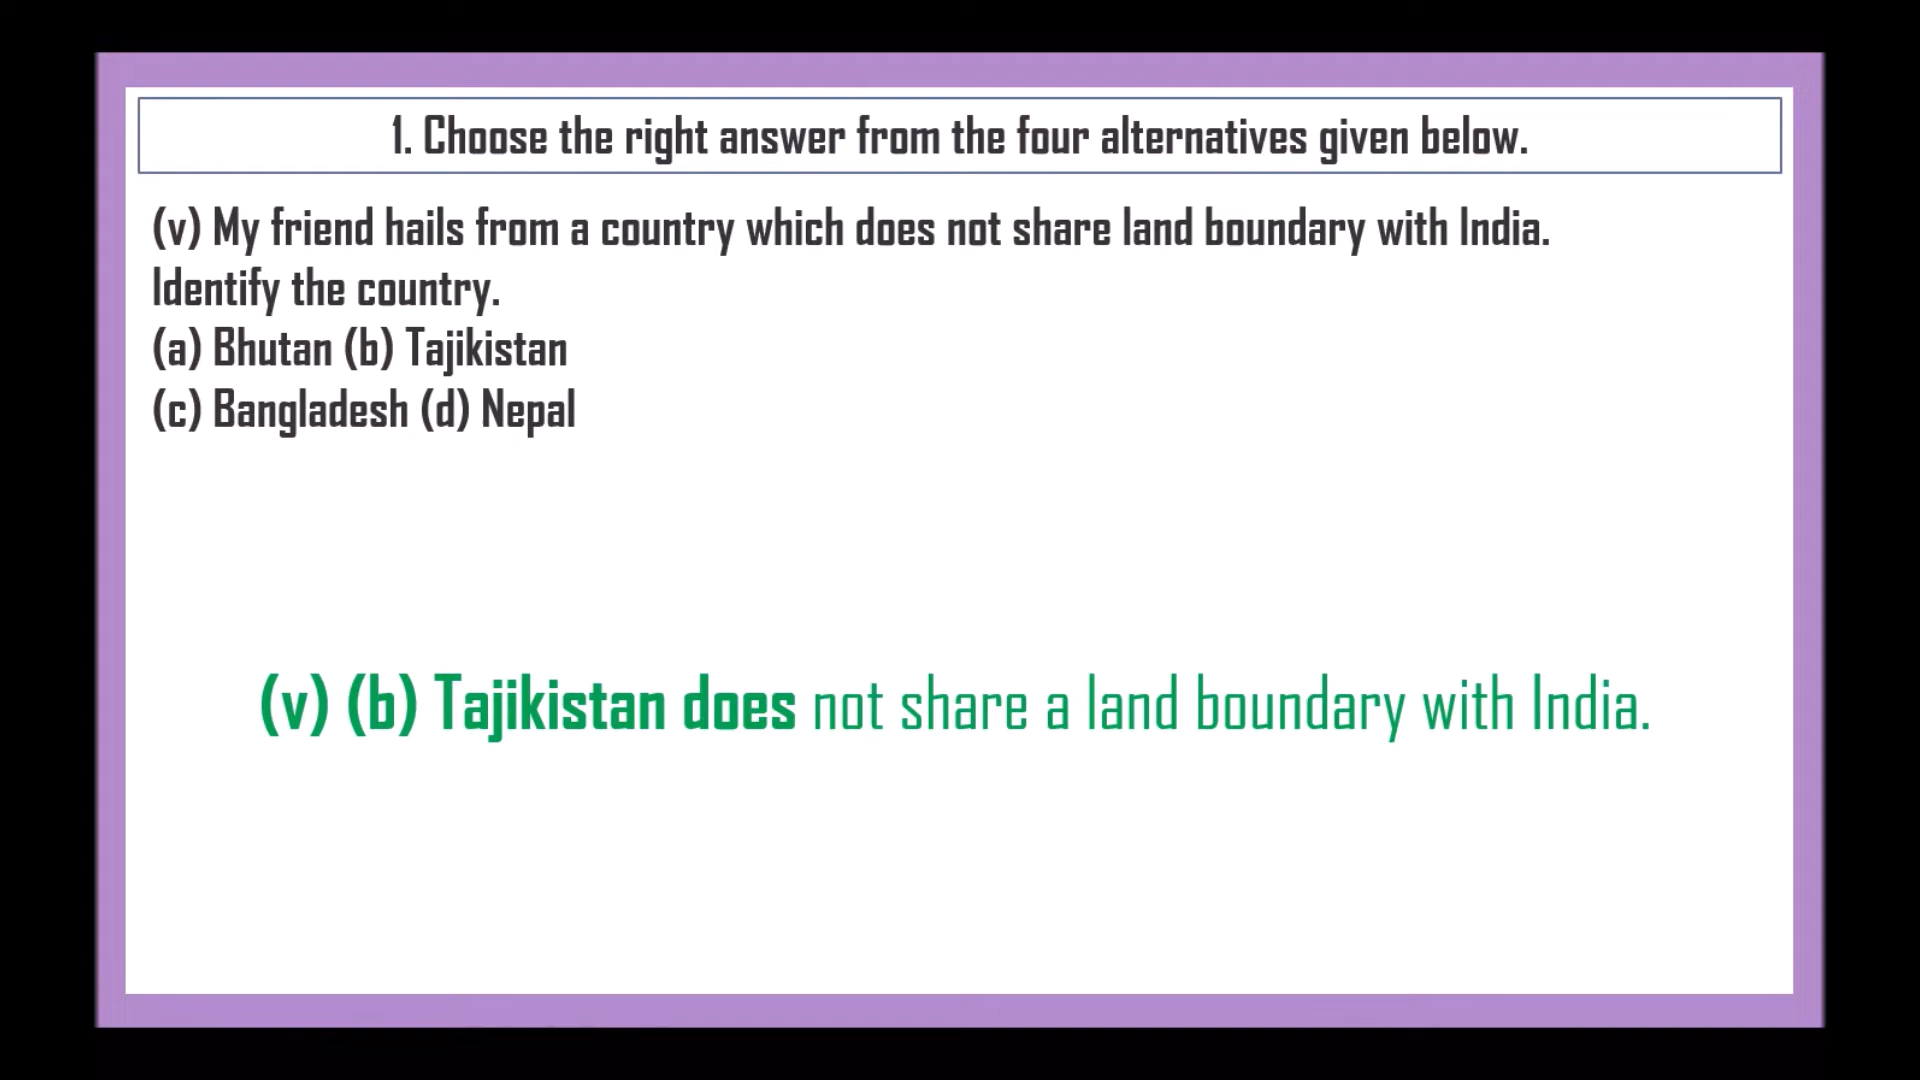 1. Choose the right answer from the four alternatives given below.
(v) My friend hails from a country which does not share land boundary with India.
Identify the country.
(a) Bhutan (b) Tajikistan
(c) Bangladesh (d) Nepal
(v) (b) Tajikistan does not share a land boundary with India.